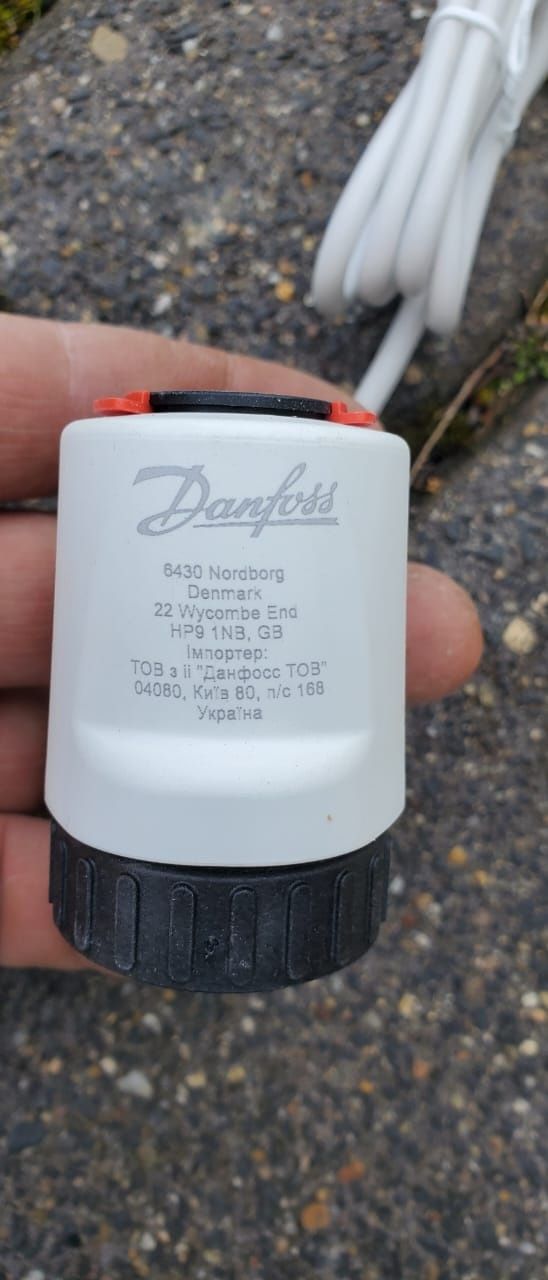 Danfoss
6430 Nordborg
Denmark
22 Wycombe End
HP9 1NB, GB
Імпортер:
ТОВ з іі "Данфосс ТОВ"
04080, Київ 80, п/с 168
Україна